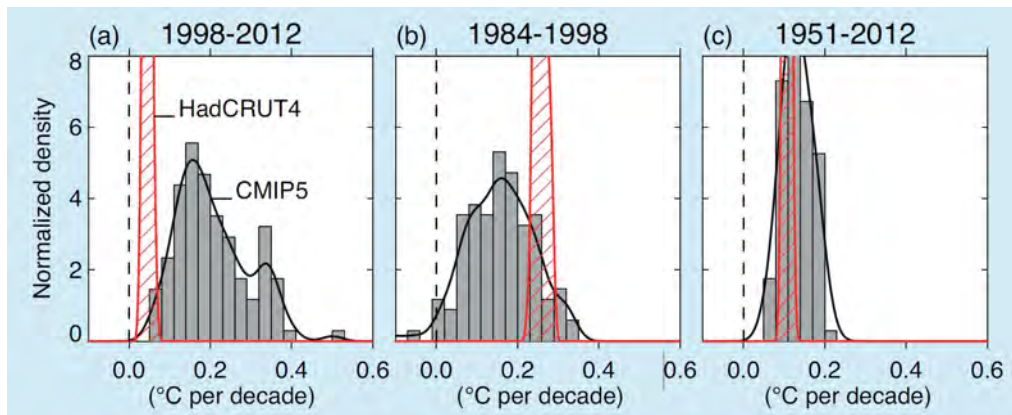 (a) 1998-2012
(b) 1984-1998
(c) 1951-2012
Normalized density
8
6
4
2
0
HadCRUT4
CMIP5
0.0 0.2 0.4 0.6
0.0 0.2 0.4 0.6
0.0 0.2 0.4 0.6
(°C per decade)
(°C per decade)
(°C per decade)